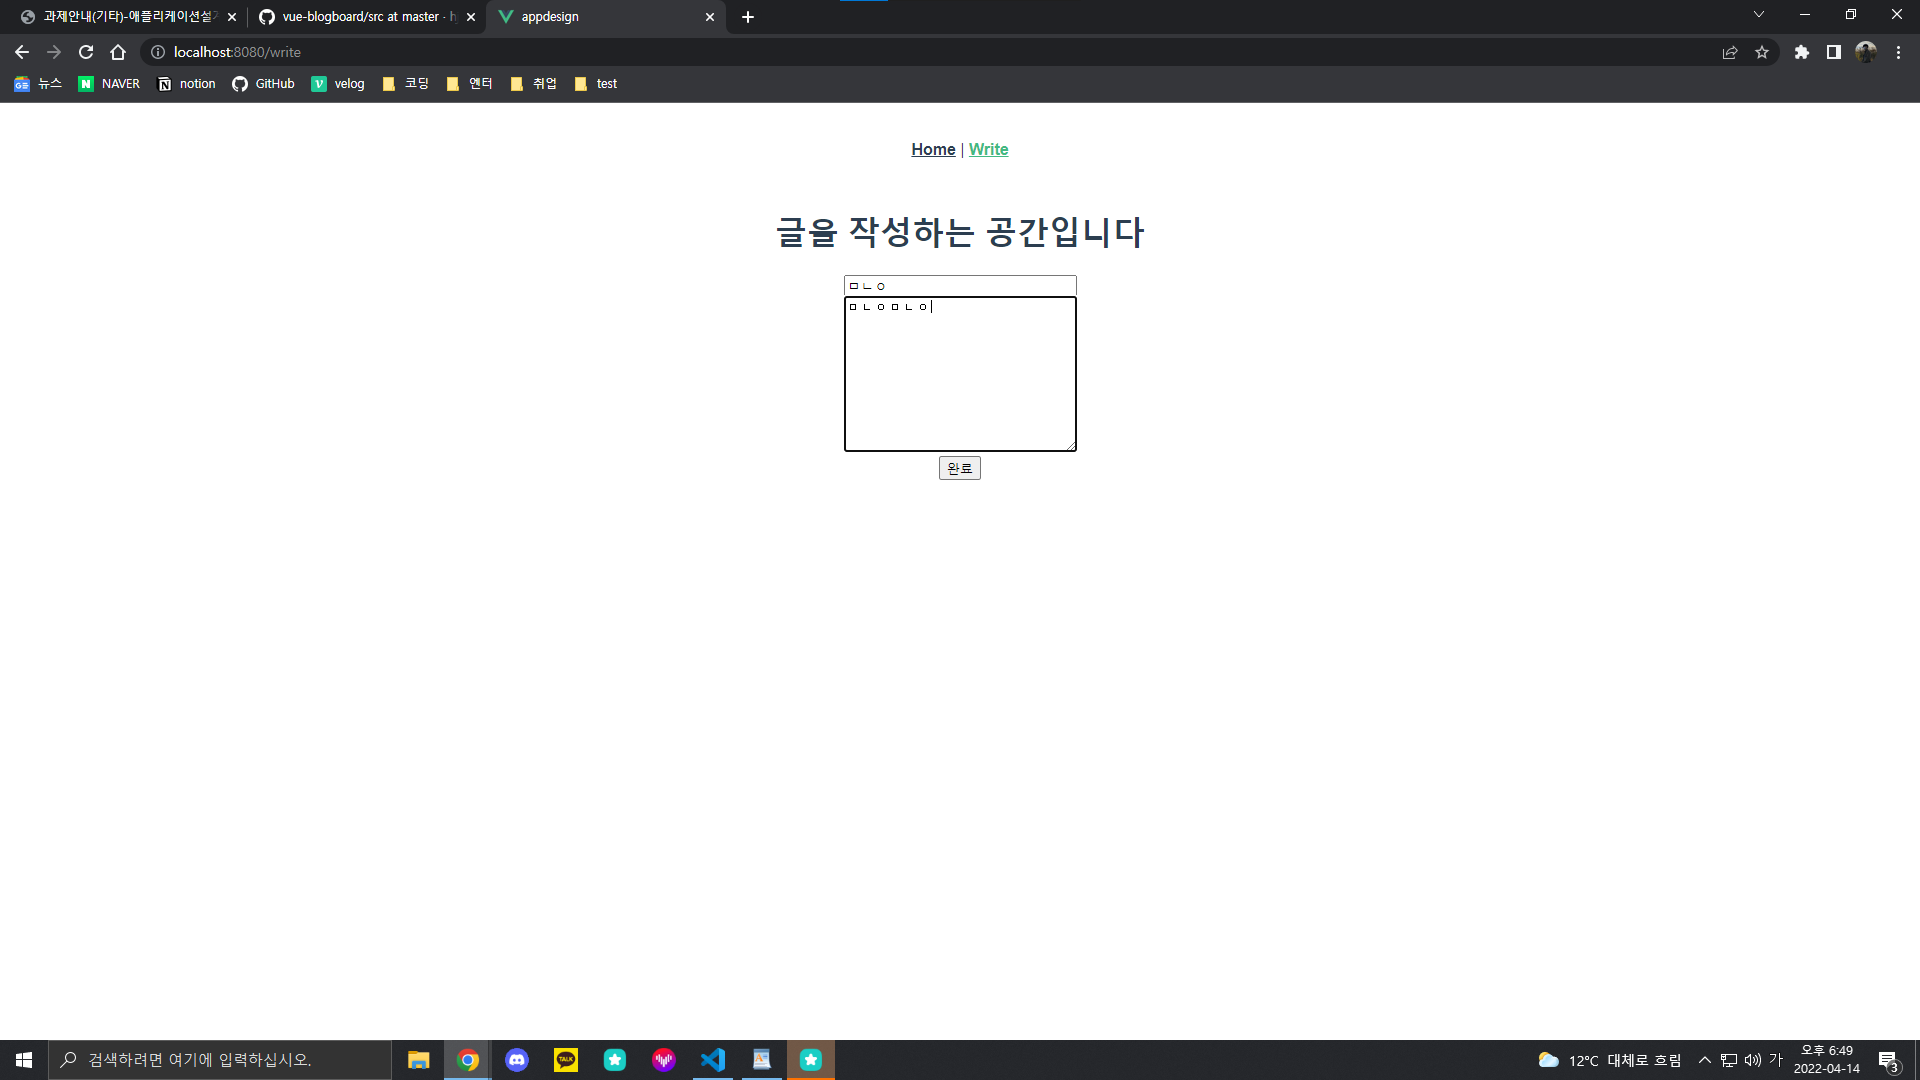 과제안내(기타)-애플리케이션설
vue-blogboard/src at master · h
appdesign
localhost:8080/write
뉴스
NAVER
notion
GitHub
velog
코딩
엔터
취업
test
Home | Write
글을 작성하는 공간입니다
ㅁㄴㅇ
ㅁㄴㅇㅁㄴㅇ
완료
검색하려면 여기에 입력하십시오.
TALK
12°C 대체로 흐림
가
오후 6:49
2022-04-14
3